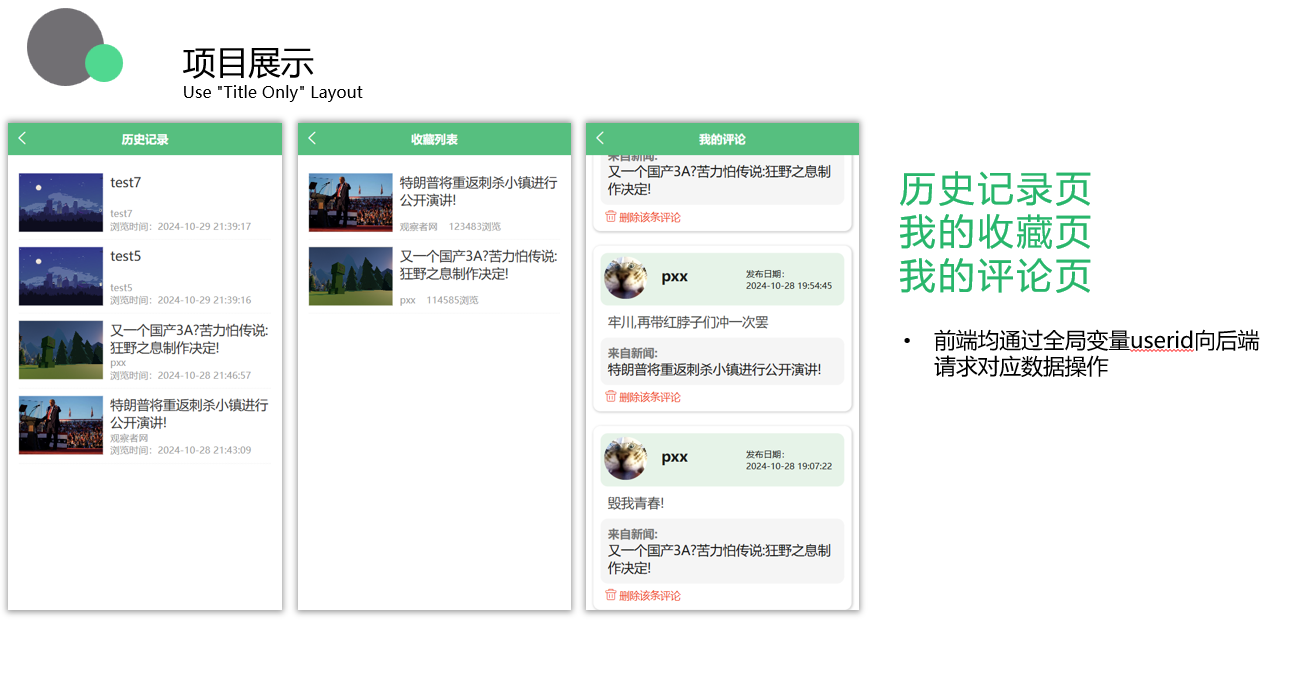 项目展示
Use "Title Only" Layout
历史记录
test7
test7
浏览时间：2024-10-29 21:39:17
test5
test5
浏览时间：2024-10-29 21:39:16
又一个国产3A?苦力怕传说:
狂野之息制作决定!
pxx
浏览时间：2024-10-28 21:46:57
特朗普将重返刺杀小镇进行
公开演讲!
观察者网
浏览时间：2024-10-28 21:43:09
收藏列表
特朗普将重返刺杀小镇进行
公开演讲!
观察者网 123483浏览
又一个国产3A?苦力怕传说:
狂野之息制作决定!
pxx 114585浏览
我的评论
来自新闻:
又一个国产3A?苦力怕传说:狂野之息制
作决定!
删除该条评论
pxx
发布日期：
2024-10-28 19:54:45
牢川,再带红脖子们冲一次罢
来自新闻:
特朗普将重返刺杀小镇进行公开演讲!
删除该条评论
pxx
发布日期：
2024-10-28 19:07:22
毁我青春!
来自新闻:
又一个国产3A?苦力怕传说:狂野之息制
作决定!
删除该条评论
历史记录页
我的收藏页
我的评论页
• 前端均通过全局变量userid向后端
请求对应数据操作